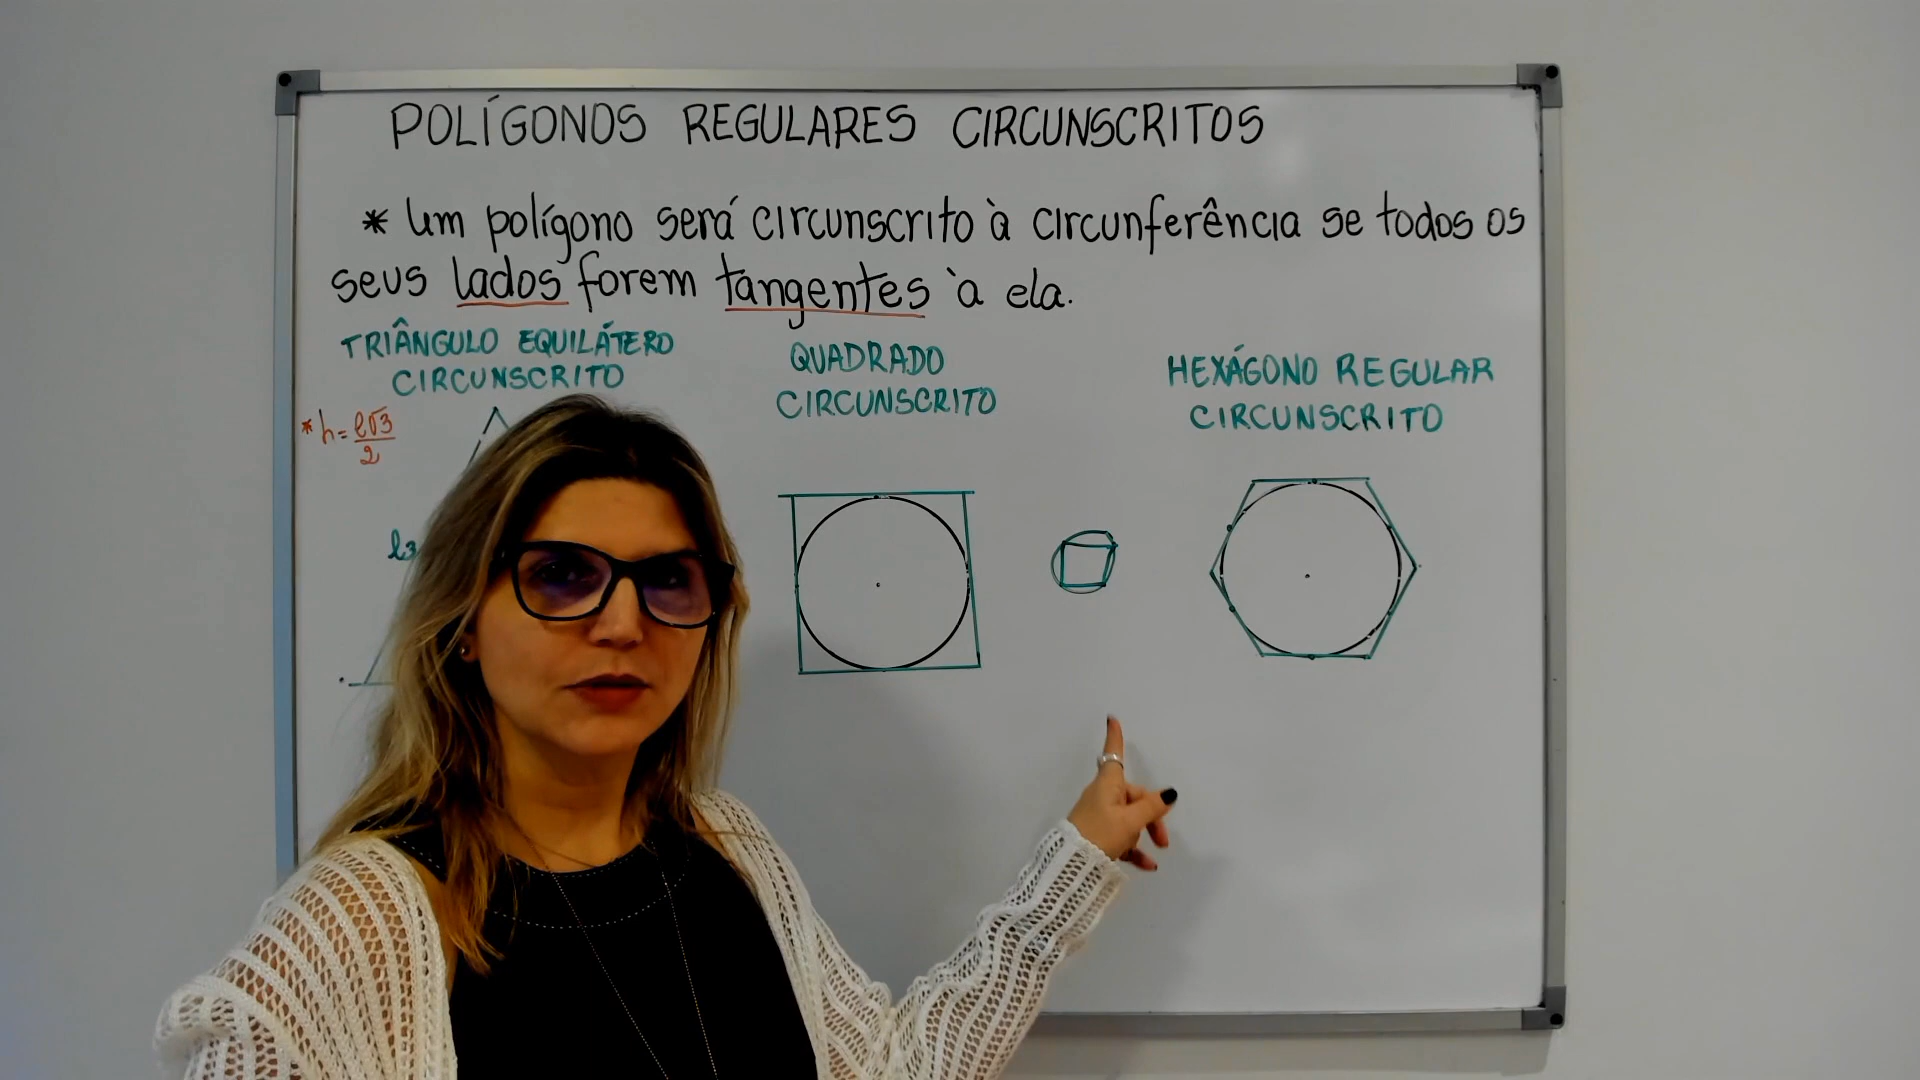 POLÍGONOS REGULARES CIRCUNSCRITOS
* Um polígono será circunscrito à circunferência se todos os
seus lados forem tangentes à ela.
TRIÂNGULO EQUILÁTERO
CIRCUNSCRITO
QUADRADO
CIRCUNSCRITO
HEXÁGONO REGULAR
CIRCUNSCRITO
* h = ℓ√3/2
ℓ3